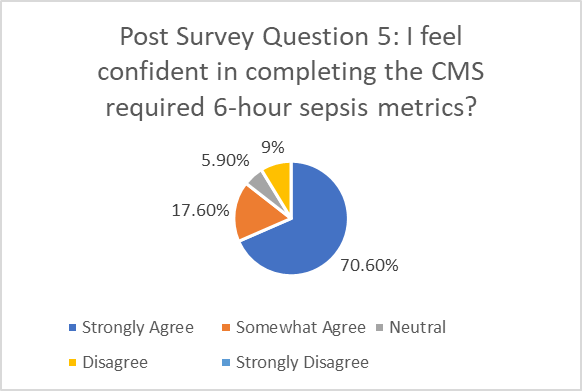 Post Survey Question 5: I feel
confident in completing the CMS
required 6-hour sepsis metrics?
9%
5.90%
17.60%
70.60%
Strongly Agree
Somewhat Agree
Neutral
Disagree
Strongly Disagree